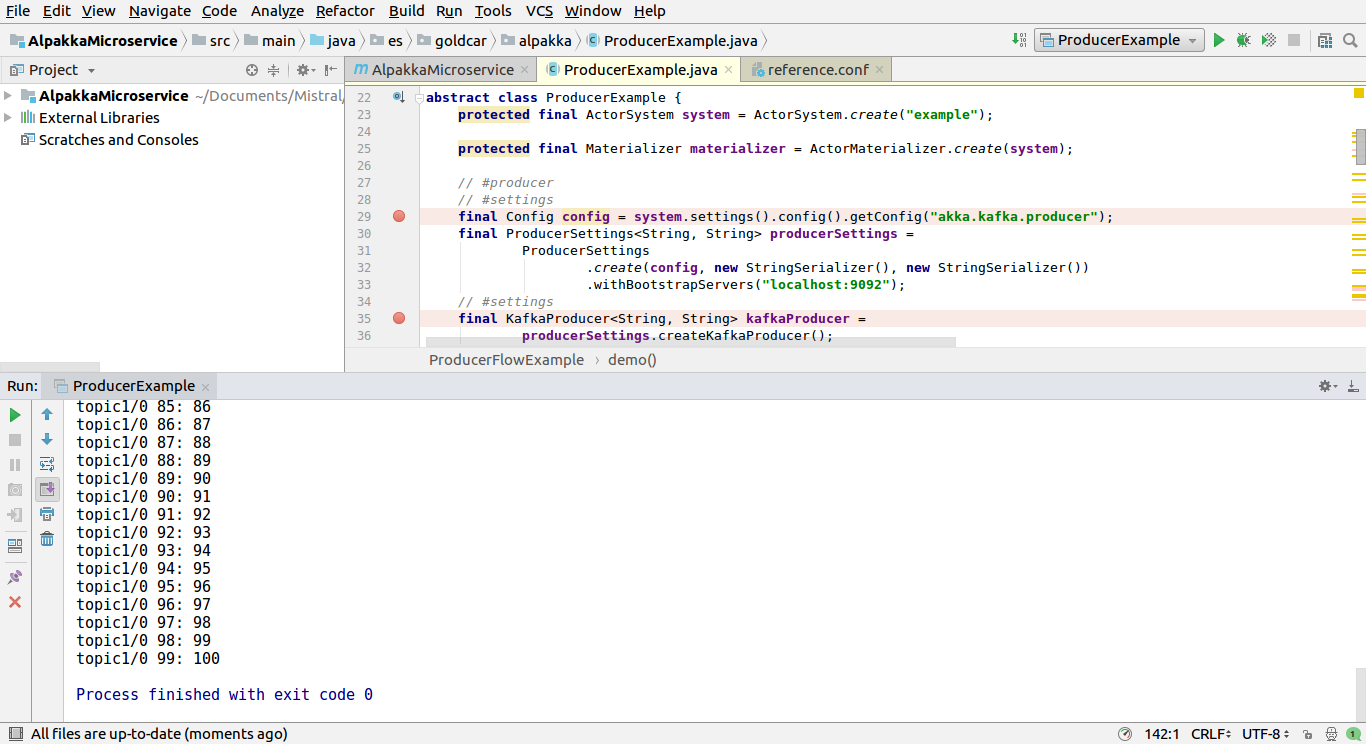 File Edit View Navigate Code Analyze Refactor Build Run Tools VCS Window Help
AlpakkaMicroservice src main java es goldcar alpakka ProducerExample.java
ProducerExample
Project
AlpakkaMicroservice ~/Documents/Mistral/
External Libraries
Scratches and Consoles
m AlpakkaMicroservice × C ProducerExample.java × reference.conf ×
22 abstract class ProducerExample {
23 protected final ActorSystem system = ActorSystem.create("example");
24
25 protected final Materializer materializer = ActorMaterializer.create(system);
26
27 // #producer
28 // #settings
29 final Config config = system.settings().config().getConfig("akka.kafka.producer");
30 final ProducerSettings<String, String> producerSettings =
31 ProducerSettings
32 .create(config, new StringSerializer(), new StringSerializer())
33 .withBootstrapServers("localhost:9092");
34 // #settings
35 final KafkaProducer<String, String> kafkaProducer =
36 producerSettings.createKafkaProducer();
ProducerFlowExample › demo()
Run: ProducerExample ×
topic1/0 85: 86
topic1/0 86: 87
topic1/0 87: 88
topic1/0 88: 89
topic1/0 89: 90
topic1/0 90: 91
topic1/0 91: 92
topic1/0 92: 93
topic1/0 93: 94
topic1/0 94: 95
topic1/0 95: 96
topic1/0 96: 97
topic1/0 97: 98
topic1/0 98: 99
topic1/0 99: 100
Process finished with exit code 0
All files are up-to-date (moments ago)
142:1 CRLF UTF-8 1